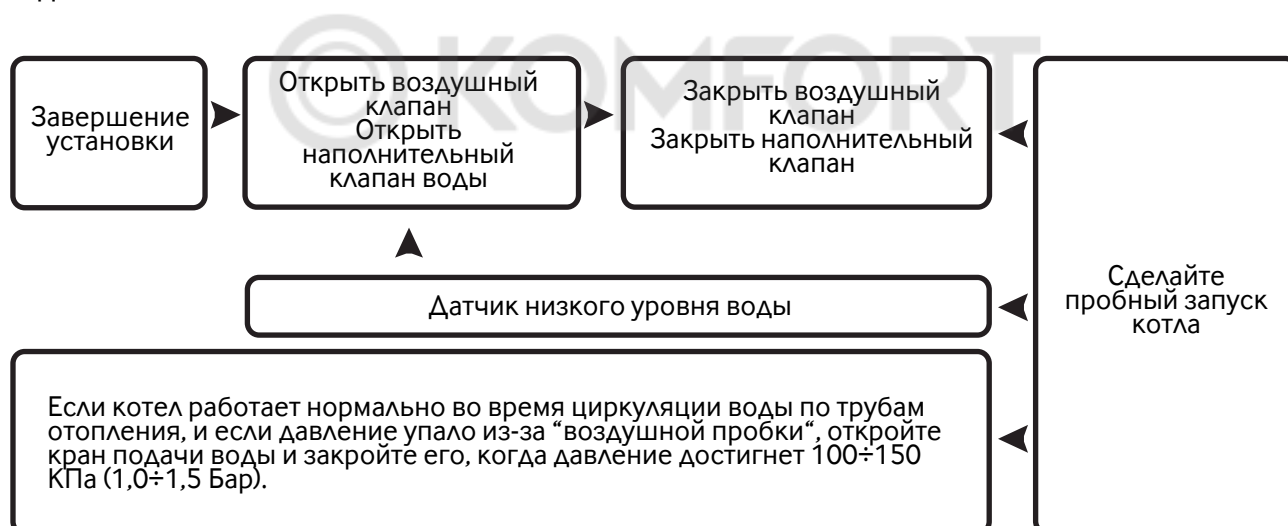 KOMFORT
Завершение
установки
Открыть воздушный
клапан
Открыть
наполнительный
клапан воды
Закрыть воздушный
клапан
Закрыть наполнительный
клапан
Сделайте
пробный запуск
котла
Датчик низкого уровня воды
Если котел работает нормально во время циркуляции воды по трубам
отопления, и если давление упало из-за “воздушной пробки“, откройте
кран подачи воды и закройте его, когда давление достигнет 100÷150
КПа (1,0÷1,5 Бар).